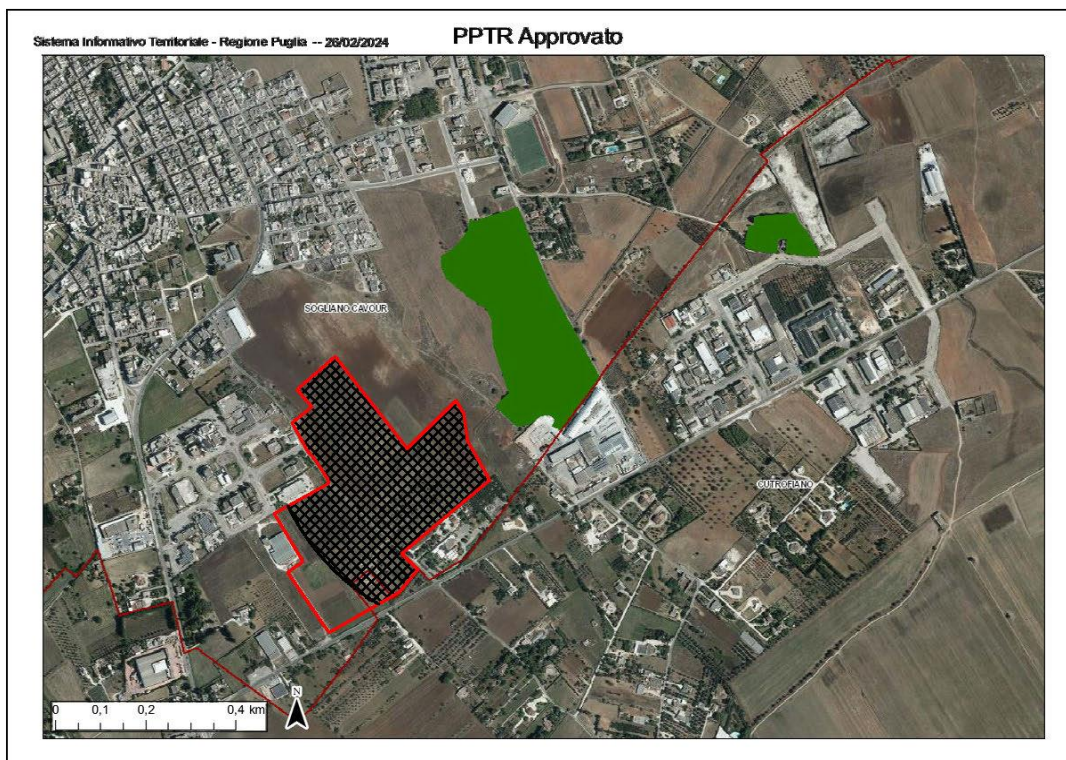 Sistema Informativo Territoriale - Regione Puglia -- 26/02/2024
PPTR Approvato
SOGLIANO CAVOUR
CUTROFIANO
N
0 0,1 0,2 0,4 km